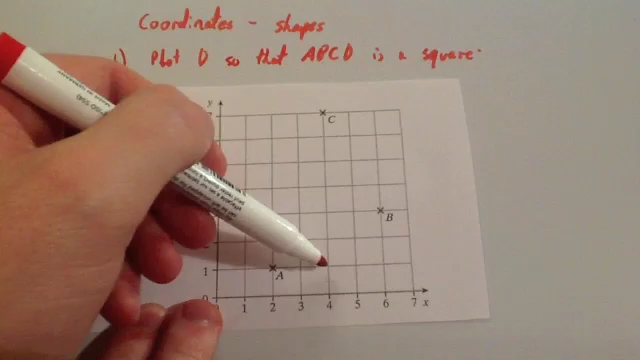 Coordinates - shapes
1) Plot D so that ABCD is a square.
y
C
B
1
A
0
1
2
3
4
5
6
7
x